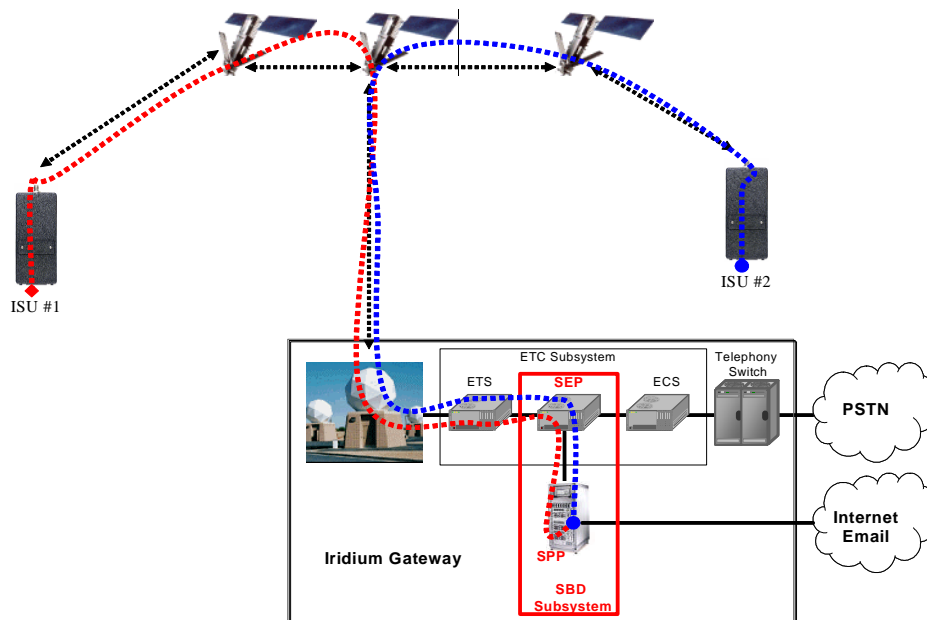 ISU #1
ISU #2
ETC Subsystem
Telephony
Switch
ETS
SEP
ECS
PSTN
Internet
Email
Iridium Gateway
SPP
SBD
Subsystem